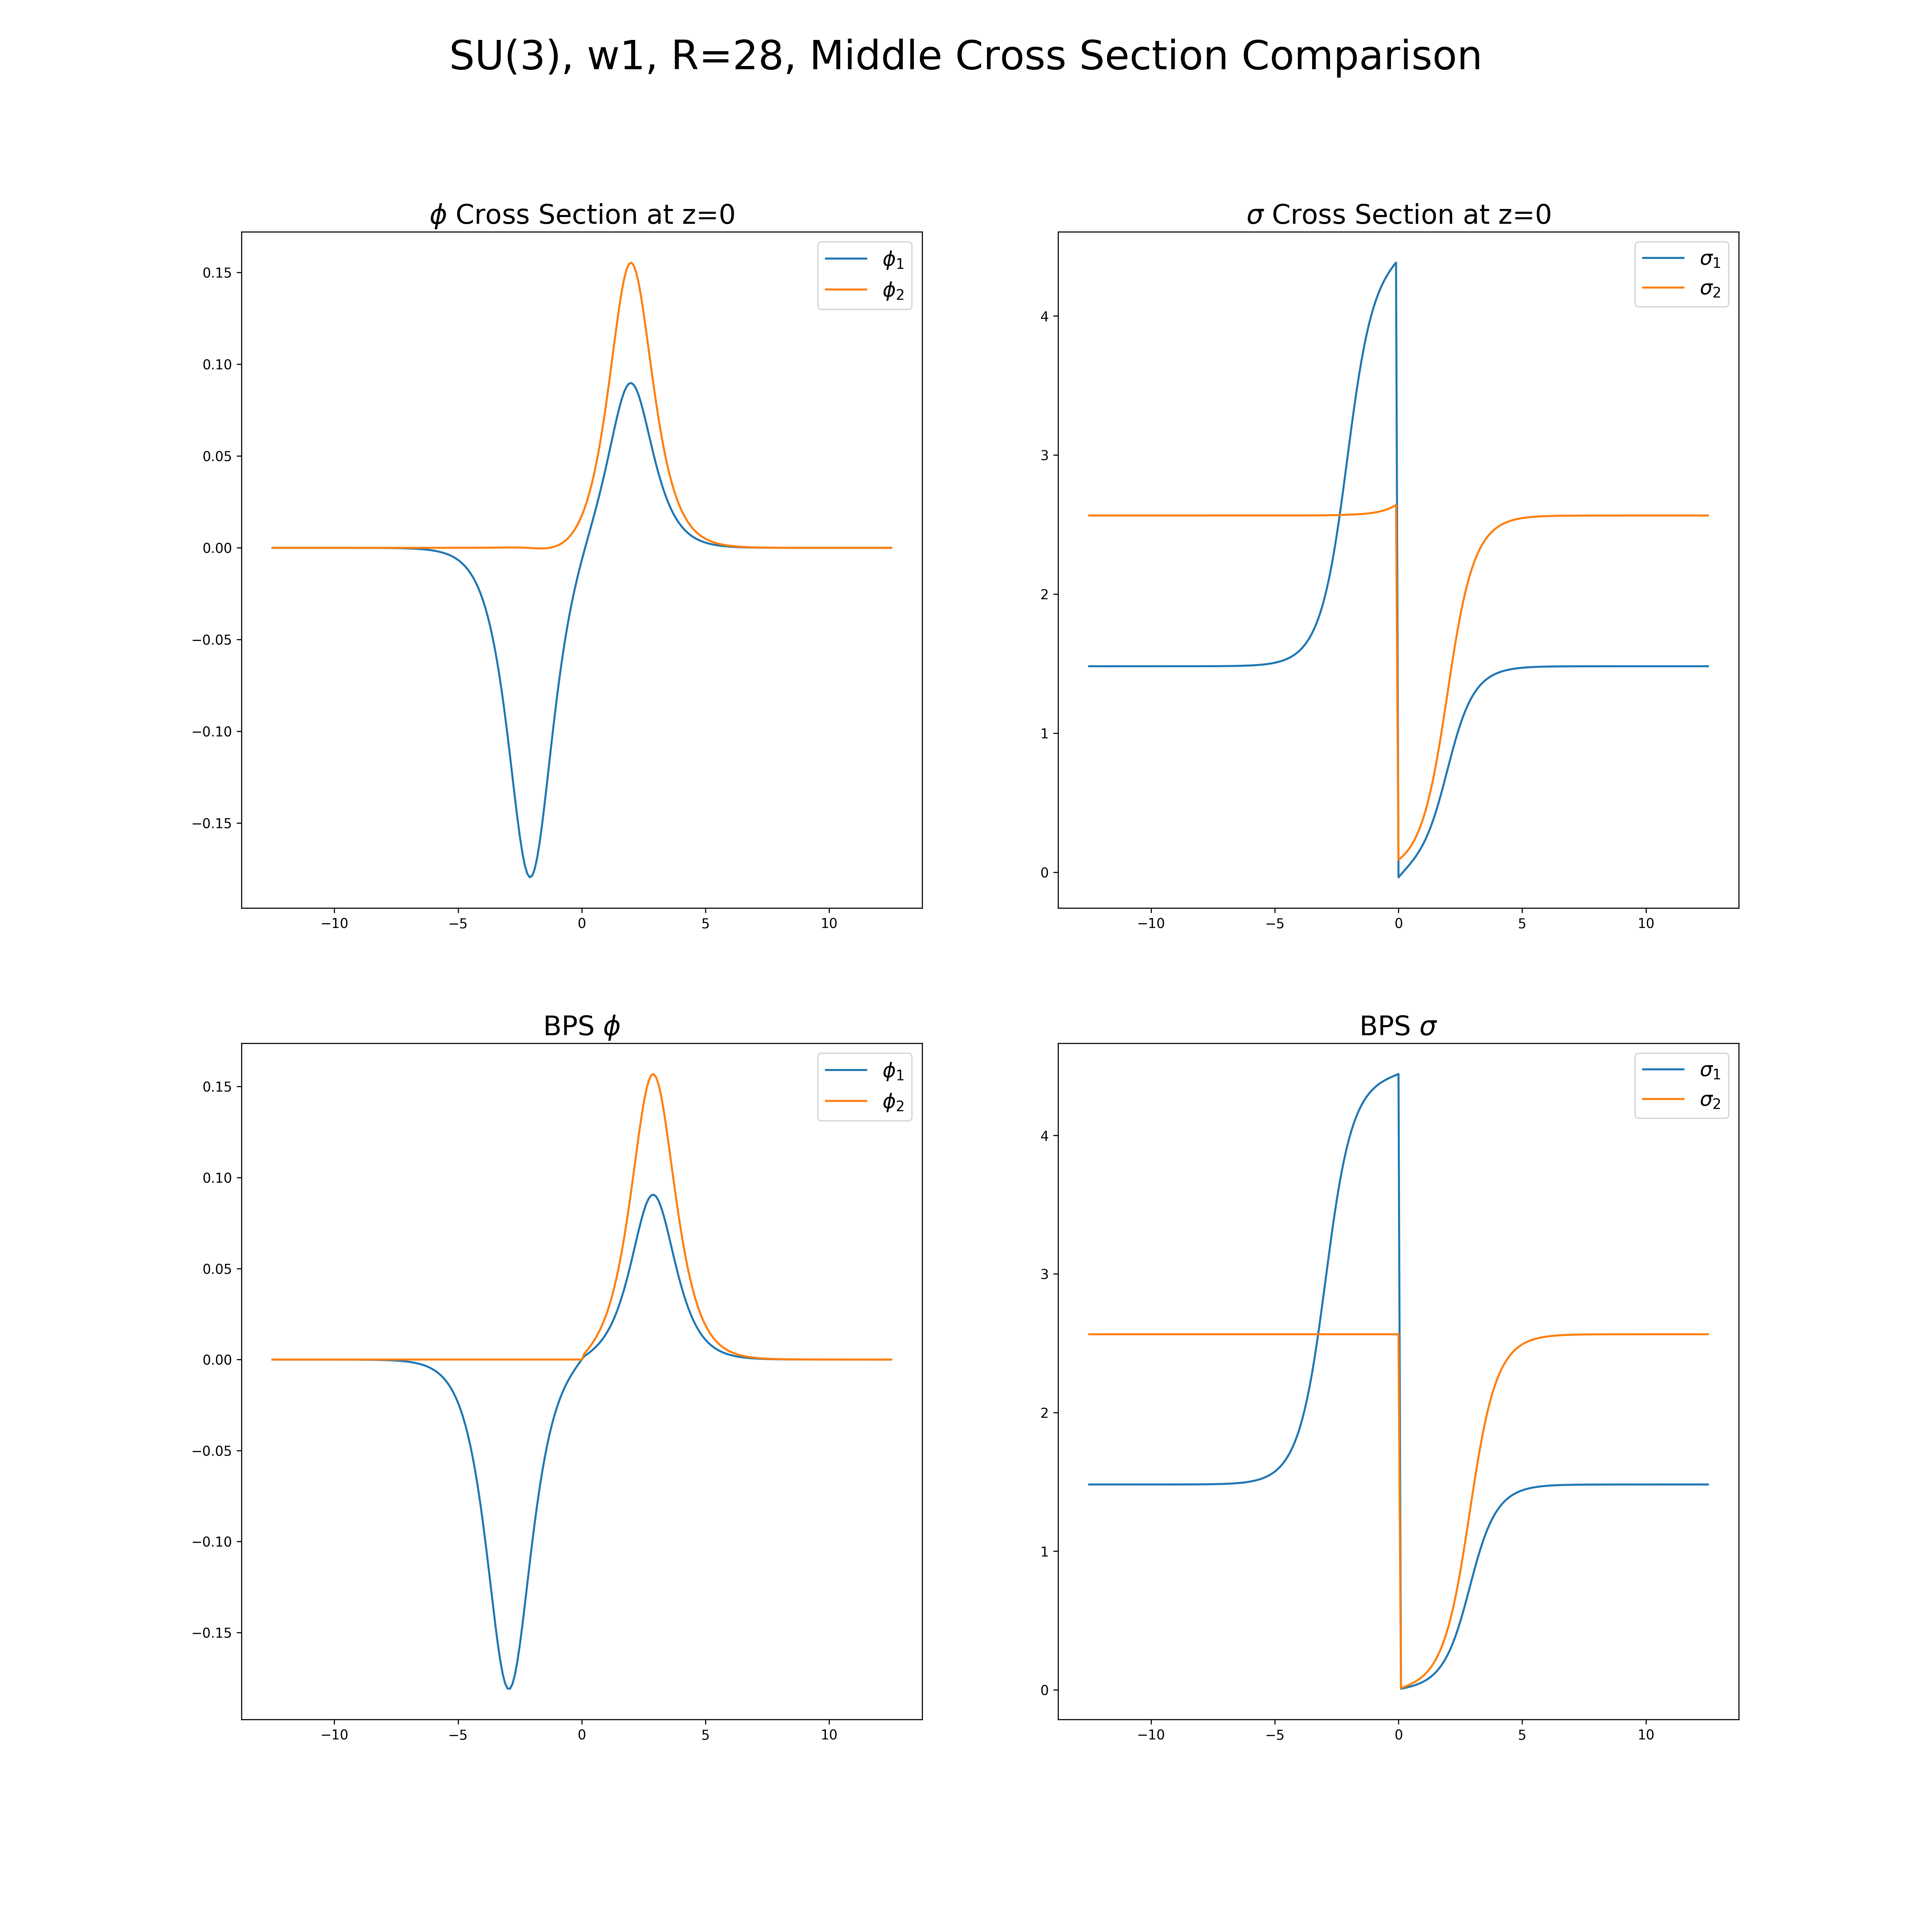 SU(3), w1, R=28, Middle Cross Section Comparison
ϕ Cross Section at z=0
σ Cross Section at z=0
0.15
0.10
0.05
0.00
−0.05
−0.10
−0.15
−10 −5 0 5 10
ϕ₁
ϕ₂
4
3
2
1
0
−10 −5 0 5 10
σ₁
σ₂
BPS ϕ
BPS σ
0.15
0.10
0.05
0.00
−0.05
−0.10
−0.15
−10 −5 0 5 10
ϕ₁
ϕ₂
4
3
2
1
0
−10 −5 0 5 10
σ₁
σ₂